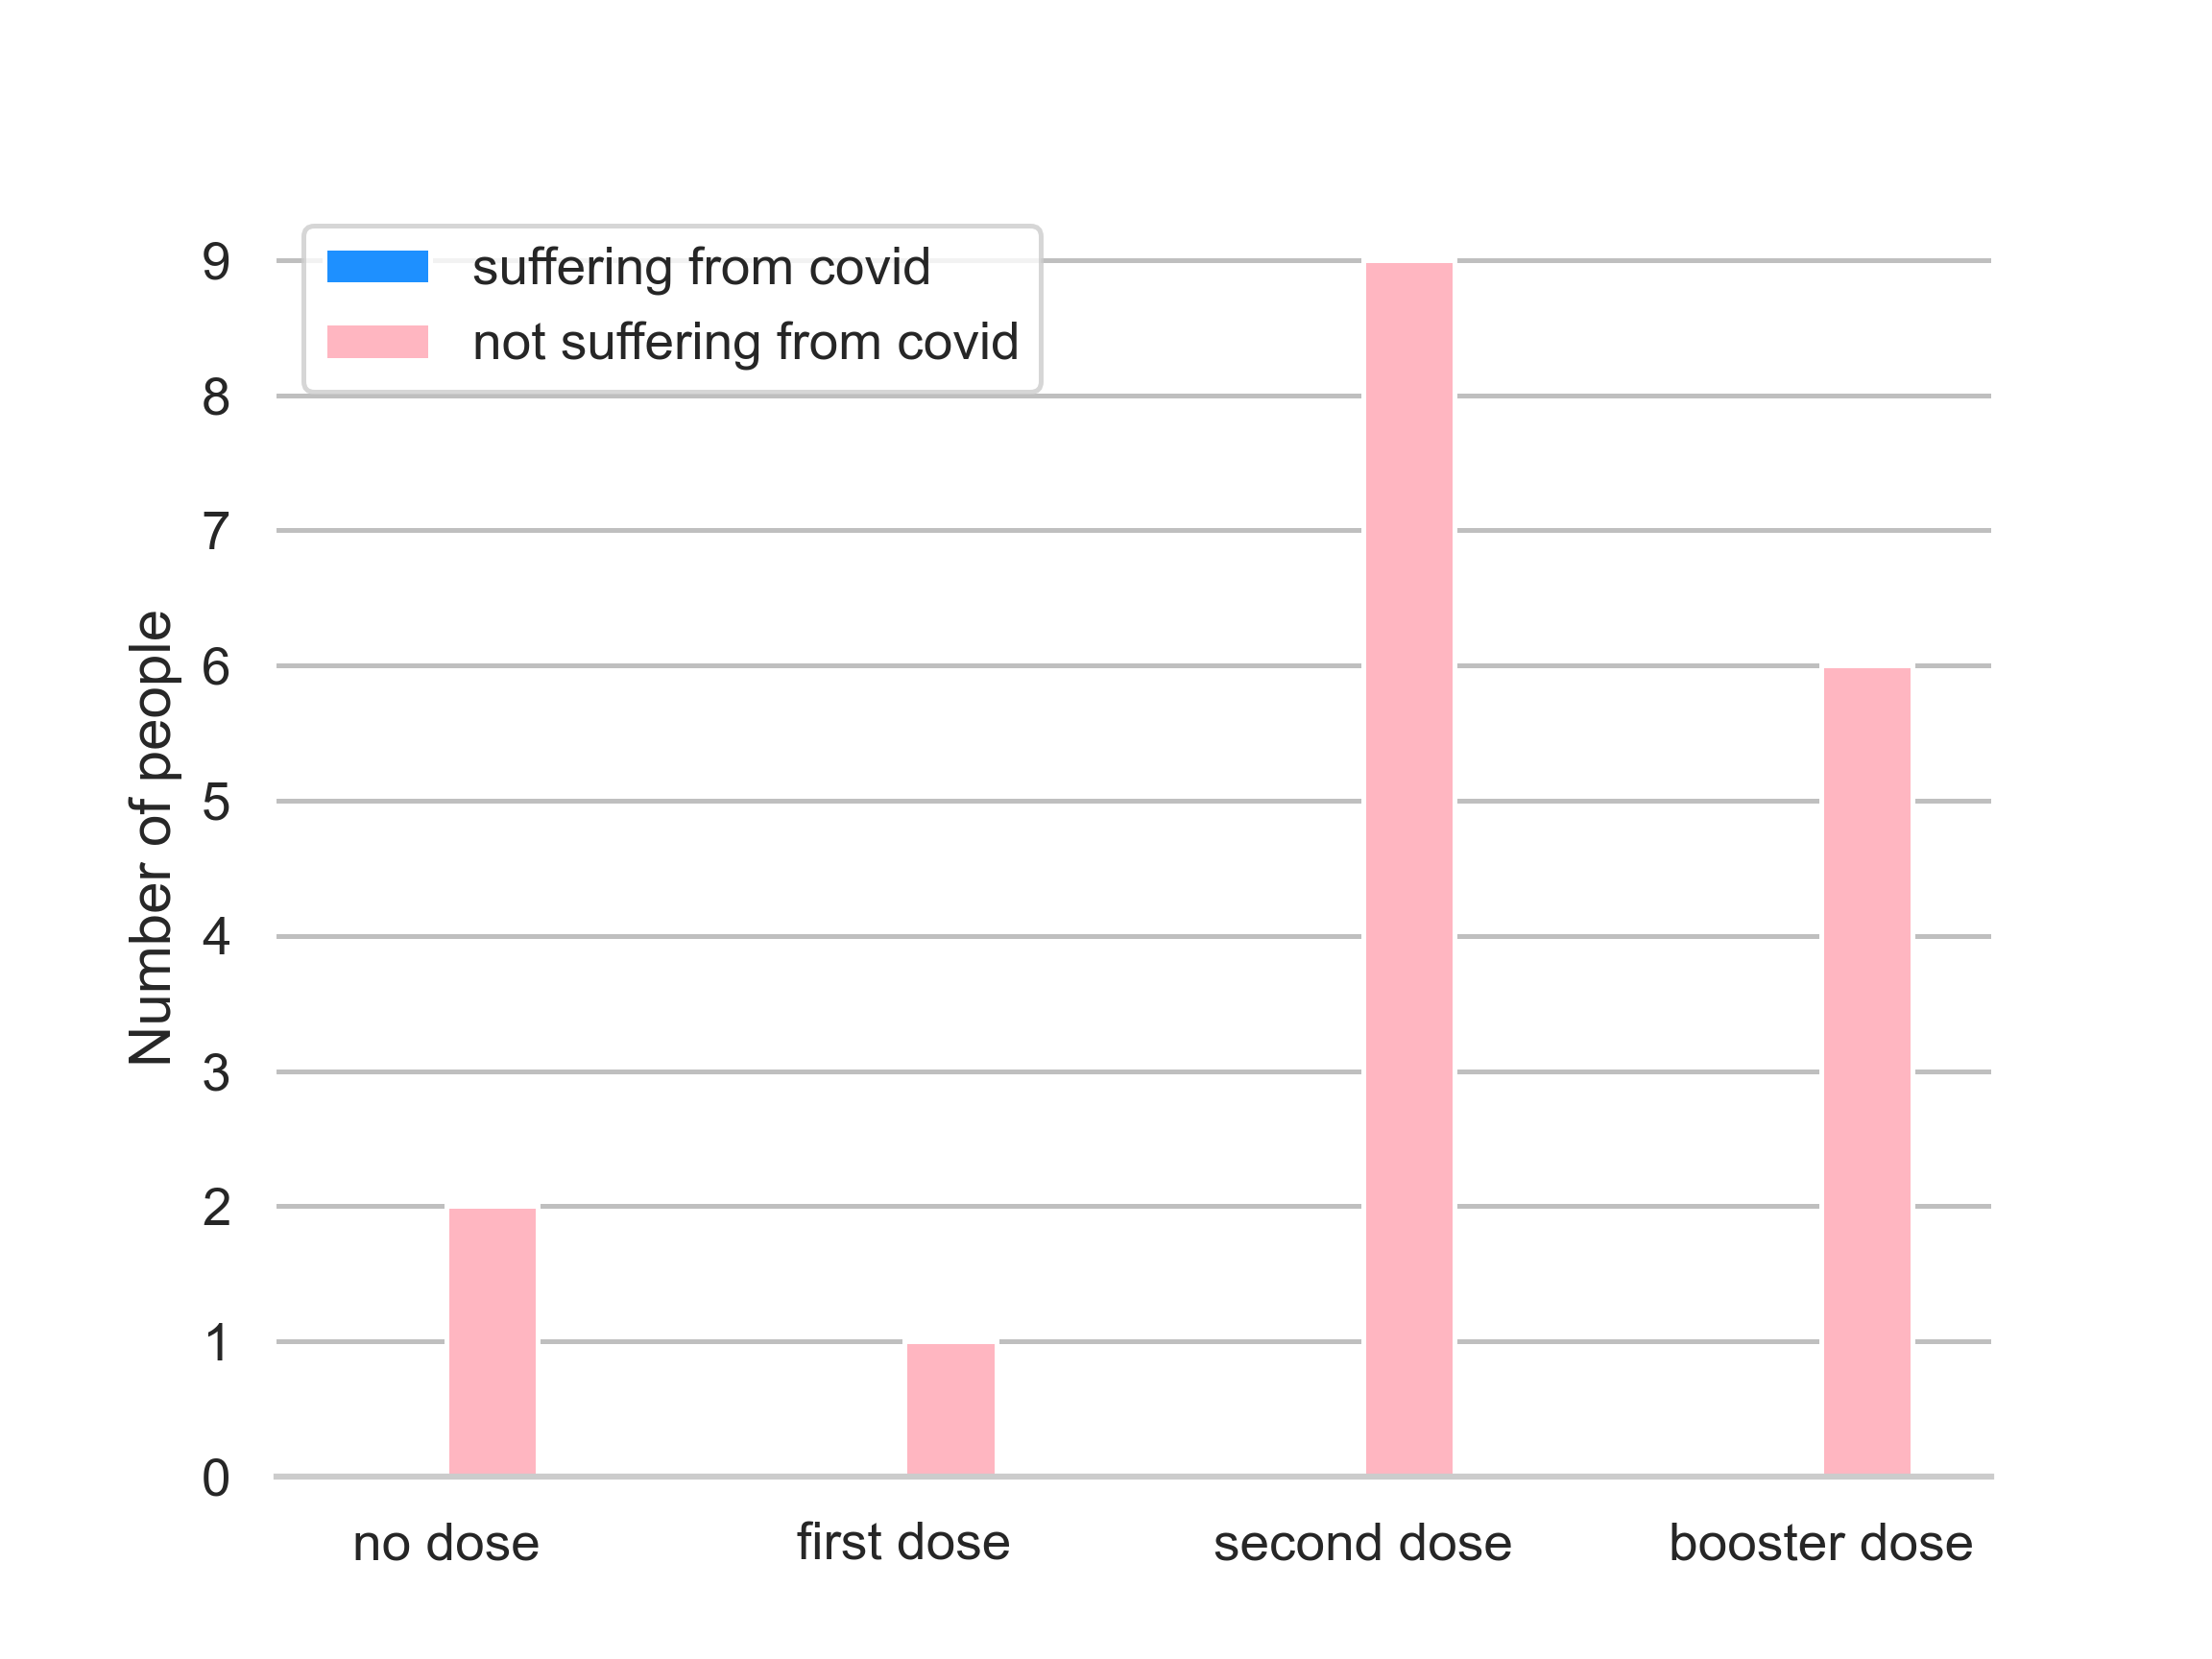 suffering from covid
not suffering from covid
Number of people
9
8
7
6
5
4
3
2
1
0
no dose
first dose
second dose
booster dose